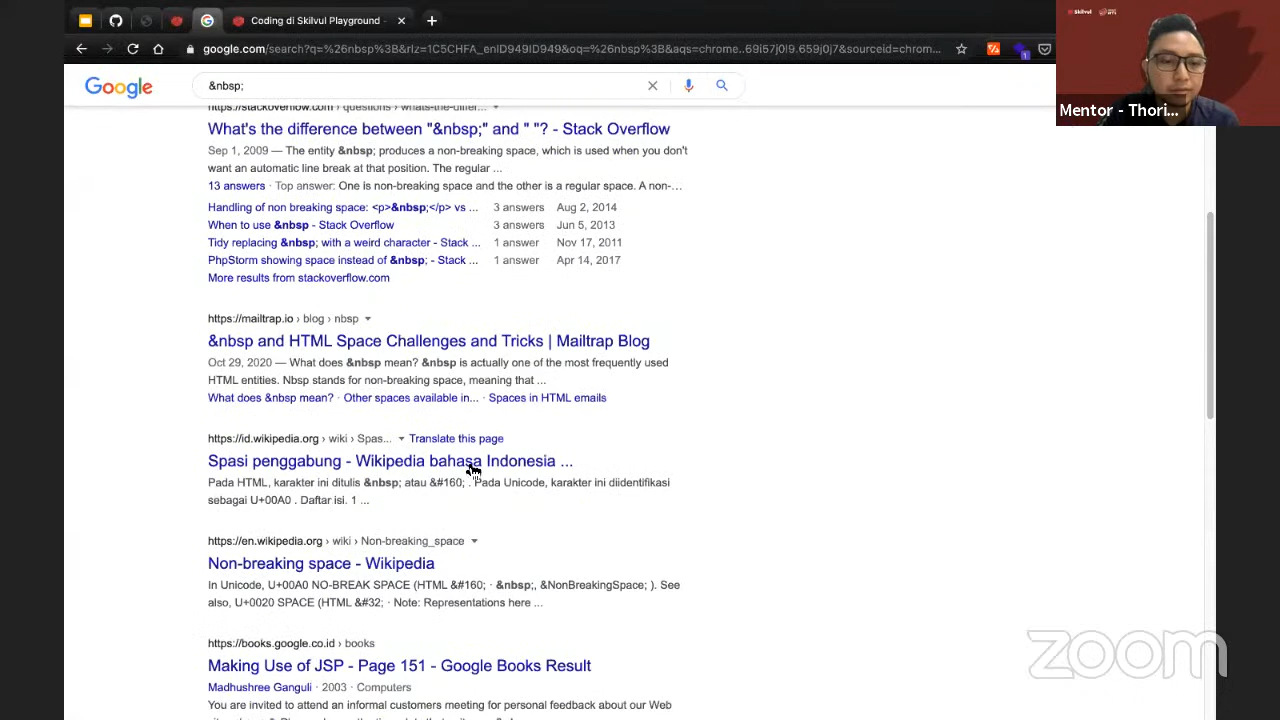 Coding di Skilvul Playground -
google.com/search?q=%26nbsp%3B&rlz=1C5CHFA_enID949ID949&oq=%26nbsp%3B&aqs=chrome..69i57j0l9.659j0j7&sourceid=chrom...
Skilvul
Mentor - Thori...
Google
&nbsp;
https://stackoverflow.com › questions › whats-the-differ...
What's the difference between "&nbsp;" and " "? - Stack Overflow
Sep 1, 2009 — The entity &nbsp; produces a non-breaking space, which is used when you don't
want an automatic line break at that position. The regular ...
13 answers · Top answer: One is non-breaking space and the other is a regular space. A non-...
Handling of non breaking space: <p>&nbsp;</p> vs ... 3 answers Aug 2, 2014
When to use &nbsp - Stack Overflow 3 answers Jun 5, 2013
Tidy replacing &nbsp; with a weird character - Stack ... 1 answer Nov 17, 2011
PhpStorm showing space instead of &nbsp; - Stack ... 1 answer Apr 14, 2017
More results from stackoverflow.com
https://mailtrap.io › blog › nbsp
&nbsp and HTML Space Challenges and Tricks | Mailtrap Blog
Oct 29, 2020 — What does &nbsp mean? &nbsp is actually one of the most frequently used
HTML entities. Nbsp stands for non-breaking space, meaning that ...
What does &nbsp mean? · Other spaces available in... · Spaces in HTML emails
https://id.wikipedia.org › wiki › Spas... Translate this page
Spasi penggabung - Wikipedia bahasa Indonesia ...
Pada HTML, karakter ini ditulis &nbsp; atau &#160; . Pada Unicode, karakter ini diidentifikasi
sebagai U+00A0 . Daftar isi. 1 ...
https://en.wikipedia.org › wiki › Non-breaking_space
Non-breaking space - Wikipedia
In Unicode, U+00A0 NO-BREAK SPACE (HTML &#160; · &nbsp;, &NonBreakingSpace; ). See
also, U+0020 SPACE (HTML &#32; · Note: Representations here ...
https://books.google.co.id › books
Making Use of JSP - Page 151 - Google Books Result
Madhushree Ganguli · 2003 · Computers
You are invited to attend an informal customers meeting for personal feedback about our Web
zoom